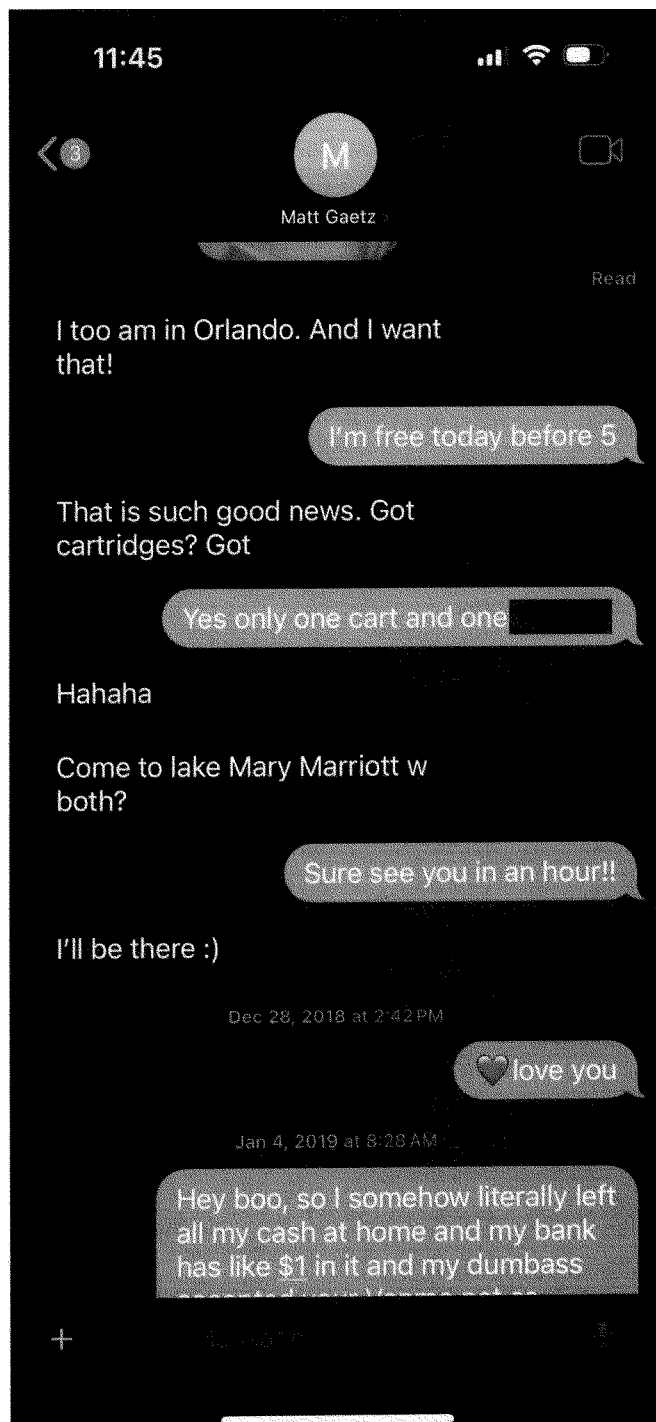 11:45
3
M
Matt Gaetz
Read
I too am in Orlando. And I want
that!
I'm free today before 5
That is such good news. Got
cartridges? Got
Yes only one cart and one
Hahaha
Come to lake Mary Marriott w
both?
Sure see you in an hour!!
I'll be there :)
Dec 28, 2018 at 2:42 PM
🖤love you
Jan 4, 2019 at 8:28 AM
Hey boo, so I somehow literally left
all my cash at home and my bank
has like $1 in it and my dumbass